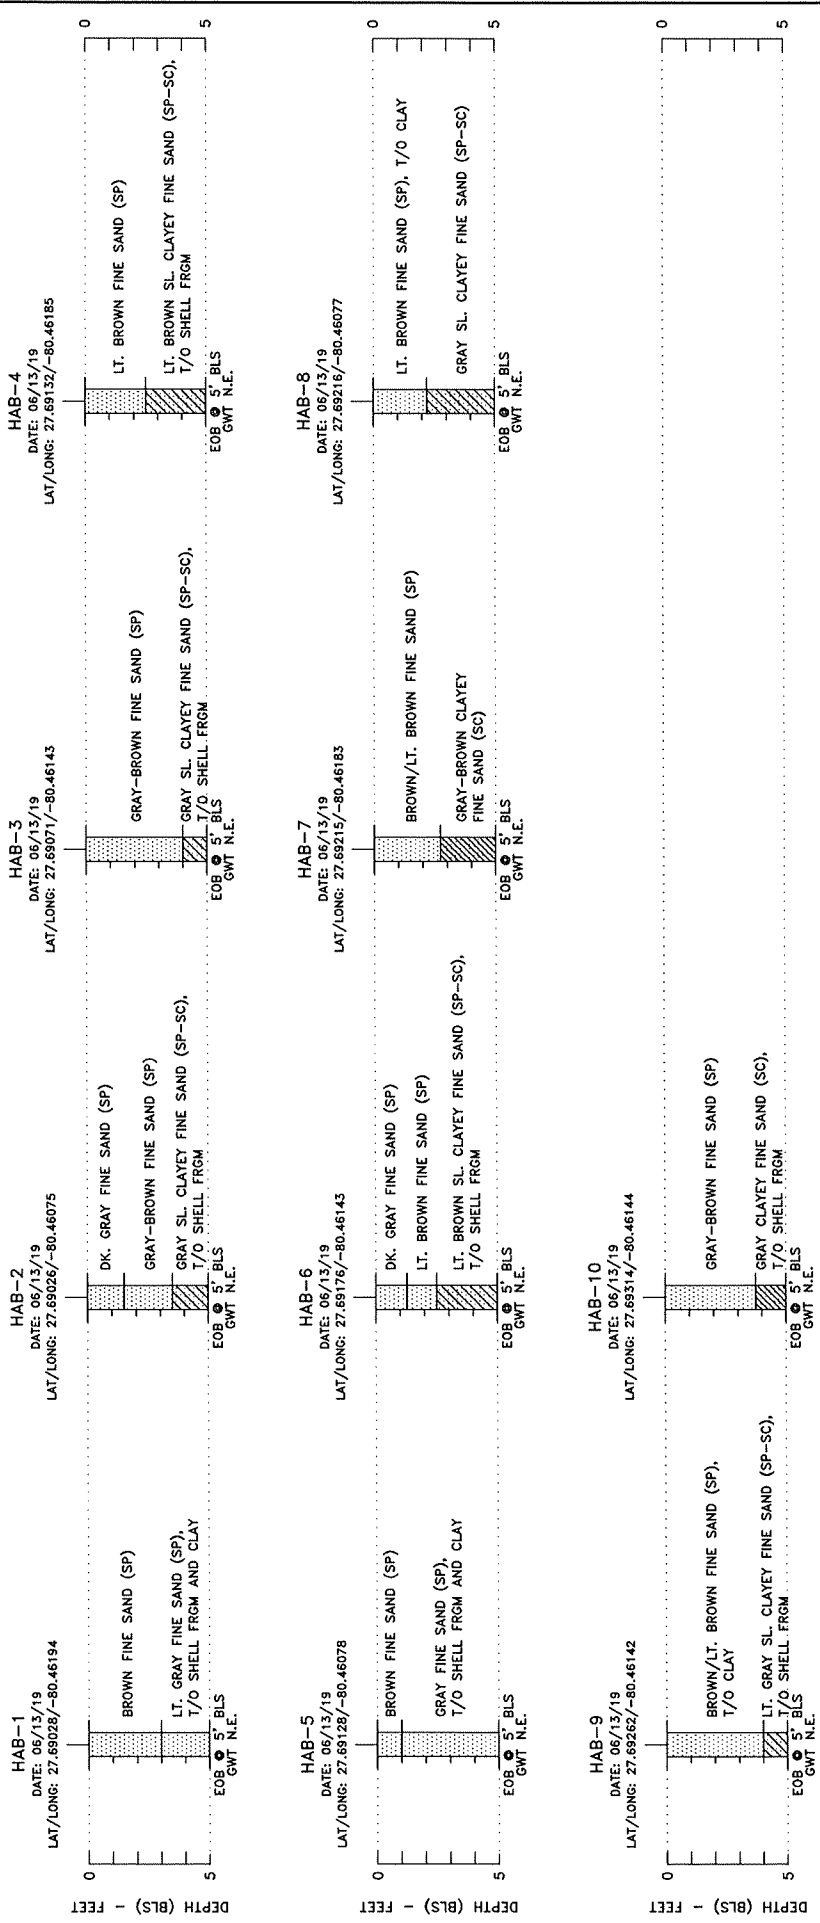 HAB-1
DATE: 06/13/19
LAT/LONG: 27.69028/-80.46194
BROWN FINE SAND (SP)
LT. GRAY FINE SAND (SP),
T/O SHELL FRGM AND CLAY
EOB @ 5' BLS
GWT N.E.
HAB-2
DATE: 06/13/19
LAT/LONG: 27.69026/-80.46075
DK. GRAY FINE SAND (SP)
GRAY-BROWN FINE SAND (SP)
GRAY SL. CLAYEY FINE SAND (SP-SC),
T/O SHELL FRGM
EOB @ 5' BLS
GWT N.E.
HAB-3
DATE: 06/13/19
LAT/LONG: 27.69071/-80.46143
GRAY-BROWN FINE SAND (SP)
GRAY SL. CLAYEY FINE SAND (SP-SC),
T/O SHELL FRGM
EOB @ 5' BLS
GWT N.E.
HAB-4
DATE: 06/13/19
LAT/LONG: 27.69132/-80.46185
LT. BROWN FINE SAND (SP)
LT. BROWN SL. CLAYEY FINE SAND (SP-SC),
T/O SHELL FRGM
EOB @ 5' BLS
GWT N.E.
DEPTH (BLS) - FEET
0
5
0
5
HAB-5
DATE: 06/13/19
LAT/LONG: 27.69128/-80.46078
BROWN FINE SAND (SP)
GRAY FINE SAND (SP),
T/O SHELL FRGM AND CLAY
EOB @ 5' BLS
GWT N.E.
HAB-6
DATE: 06/13/19
LAT/LONG: 27.69176/-80.46143
DK. GRAY FINE SAND (SP)
LT. BROWN FINE SAND (SP)
LT. BROWN SL. CLAYEY FINE SAND (SP-SC),
T/O SHELL FRGM
EOB @ 5' BLS
GWT N.E.
HAB-7
DATE: 06/13/19
LAT/LONG: 27.69215/-80.46183
BROWN/LT. BROWN FINE SAND (SP)
GRAY-BROWN CLAYEY
FINE SAND (SC)
EOB @ 5' BLS
GWT N.E.
HAB-8
DATE: 06/13/19
LAT/LONG: 27.69216/-80.46077
LT. BROWN FINE SAND (SP), T/O CLAY
GRAY SL. CLAYEY FINE SAND (SP-SC)
EOB @ 5' BLS
GWT N.E.
DEPTH (BLS) - FEET
0
5
0
5
HAB-9
DATE: 06/13/19
LAT/LONG: 27.69262/-80.46142
BROWN/LT. BROWN FINE SAND (SP),
T/O CLAY
LT. GRAY SL. CLAYEY FINE SAND (SP-SC),
T/O SHELL FRGM
EOB @ 5' BLS
GWT N.E.
HAB-10
DATE: 06/13/19
LAT/LONG: 27.69314/-80.46144
GRAY-BROWN FINE SAND (SP)
GRAY CLAYEY FINE SAND (SC),
T/O SHELL FRGM
EOB @ 5' BLS
GWT N.E.
DEPTH (BLS) - FEET
0
5
0
5